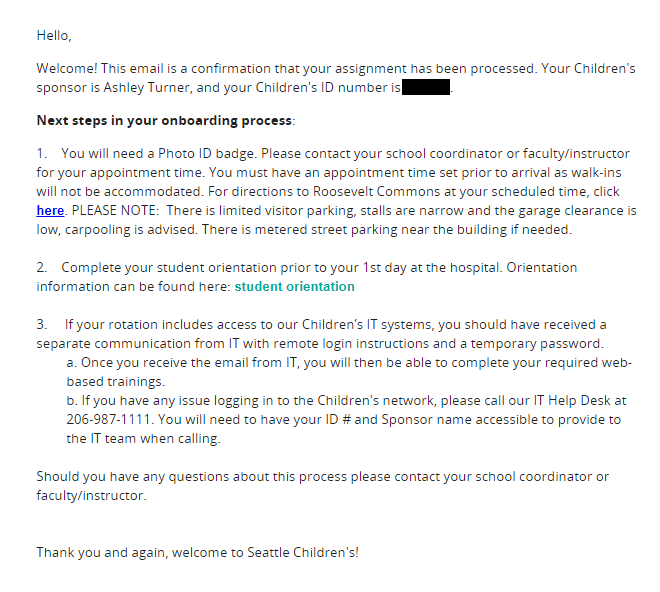 Hello,
Welcome! This email is a confirmation that your assignment has been processed. Your Children's
sponsor is Ashley Turner, and your Children's ID number is .
Next steps in your onboarding process:
1. You will need a Photo ID badge. Please contact your school coordinator or faculty/instructor
for your appointment time. You must have an appointment time set prior to arrival as walk-ins
will not be accommodated. For directions to Roosevelt Commons at your scheduled time, click
here. PLEASE NOTE: There is limited visitor parking, stalls are narrow and the garage clearance is
low, carpooling is advised. There is metered street parking near the building if needed.
2. Complete your student orientation prior to your 1st day at the hospital. Orientation
information can be found here: student orientation
3. If your rotation includes access to our Children's IT systems, you should have received a
separate communication from IT with remote login instructions and a temporary password.
a. Once you receive the email from IT, you will then be able to complete your required web-
based trainings.
b. If you have any issue logging in to the Children's network, please call our IT Help Desk at
206-987-1111. You will need to have your ID # and Sponsor name accessible to provide to
the IT team when calling.
Should you have any questions about this process please contact your school coordinator or
faculty/instructor.
Thank you and again, welcome to Seattle Children's!